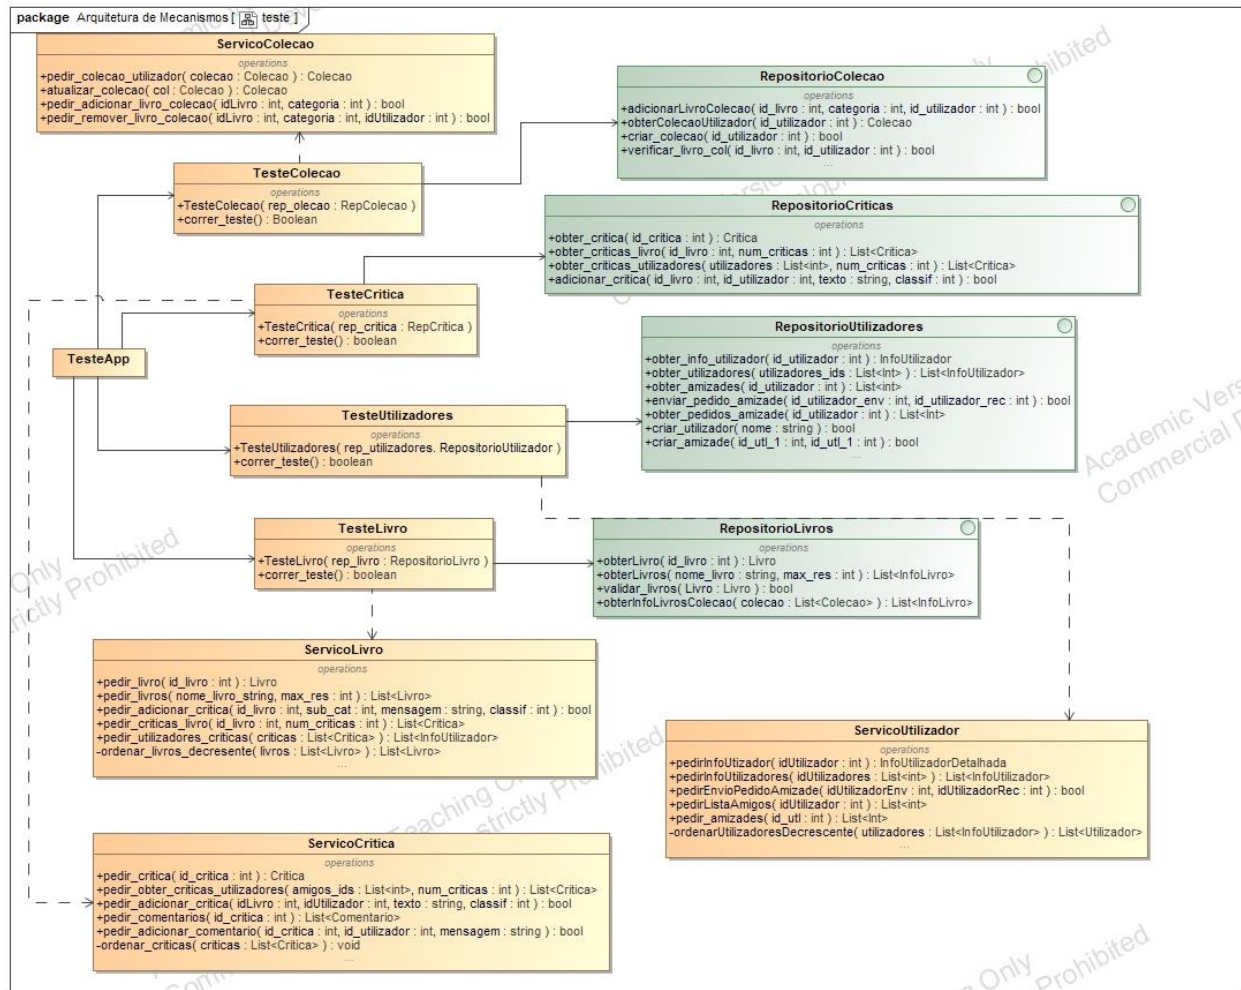 package Arquitetura de Mecanismos [ teste ]
ServicoColecao
operations
+pedir_colecao_utilizador( colecao : Colecao ) : Colecao
+atualizar_colecao( col : Colecao ) : Colecao
+pedir_adicionar_livro_colecao( idLivro : int, categoria : int ) : bool
+pedir_remover_livro_colecao( idLivro : int, categoria : int, idUtilizador : int ) : bool
RepositorioColecao
operations
+adicionarLivroColecao( id_livro : int, categoria : int, id_utilizador : int ) : bool
+obterColecaoUtilizador( id_utilizador : int ) : Colecao
+criar_colecao( id_utilizador : int ) : bool
+verificar_livro_col( id_livro : int, id_utilizador : int ) : bool
...
TesteColecao
operations
+TesteColecao( rep_olecao : RepColecao )
+correr_teste() : Boolean
RepositorioCriticas
operations
+obter_critica( id_critica : int ) : Critica
+obter_criticas_livro( id_livro : int, num_criticas : int ) : List<Critica>
+obter_criticas_utilizadores( utilizadores : List<int>, num_criticas : int ) : List<Critica>
+adicionar_critica( id_livro : int, id_utilizador : int, texto : string, classif : int ) : bool
TesteCritica
operations
+TesteCritica( rep_critica : RepCritica )
+correr_teste() : boolean
TesteApp
RepositorioUtilizadores
operations
+obter_info_utilizador( id_utilizador : int ) : InfoUtilizador
+obter_utilizadores( utilizadores_ids : List<Int> ) : List<InfoUtilizador>
+obter_amizades( id_utilizador : int ) : List<int>
+enviar_pedido_amizade( id_utilizador_env : int, id_utilizador_rec : int ) : bool
+obter_pedidos_amizade( id_utilizador : int ) : List<Int>
+criar_utilizador( nome : string ) : bool
+criar_amizade( id_utl_1 : int, id_utl_1 : int ) : bool
...
TesteUtilizadores
operations
+TesteUtilizadores( rep_utilizadores. RepositorioUtilizador )
+correr_teste() : boolean
TesteLivro
operations
+TesteLivro( rep_livro : RepositorioLivro )
+correr_teste() : boolean
RepositorioLivros
operations
+obterLivro( id_livro : int ) : Livro
+obterLivros( nome_livro : string, max_res : int ) : List<InfoLivro>
+validar_livros( Livro : Livro ) : bool
+obterInfoLivrosColecao( colecao : List<Colecao> ) : List<InfoLivro>
ServicoLivro
operations
+pedir_livro( id_livro : int ) : Livro
+pedir_livros( nome_livro_string, max_res : int ) : List<Livro>
+pedir_adicionar_critica( id_livro : int, sub_cat : int, mensagem : string, classif : int ) : bool
+pedir_criticas_livro( id_livro : int, num_criticas : int ) : List<Critica>
+pedir_utilizadores_criticas( criticas : List<Critica> ) : List<InfoUtilizador>
-ordenar_livros_decresente( livros : List<Livro> ) : List<Livro>
...
ServicoUtilizador
operations
+pedirInfoUtizador( idUtilizador : int ) : InfoUtilizadorDetalhada
+pedirInfoUtilizadores( idUtilizadores : List<int> ) : List<InfoUtilizador>
+pedirEnvioPedidoAmizade( idUtilizadorEnv : int, idUtilizadorRec : int ) : bool
+pedirListaAmigos( idUtilizador : int ) : List<int>
+pedir_amizades( id_utl : int ) : List<Int>
-ordenarUtilizadoresDecrescente( utilizadores : List<InfoUtilizador> ) : List<Utilizador>
...
ServicoCritica
operations
+pedir_critica( id_critica : int ) : Critica
+pedir_obter_criticas_utilizadores( amigos_ids : List<int>, num_criticas : int ) : List<Critica>
+pedir_adicionar_critica( idLivro : int, idUtilizador : int, texto : string, classif : int ) : bool
+pedir_comentarios( id_critica : int ) : List<Comentario>
+pedir_adicionar_comentario( id_critica : int, id_utilizador : int, mensagem : string ) : bool
-ordenar_criticas( criticas : List<Critica> ) : void
...
Academic Vers
Commercial
Only
Prohibited